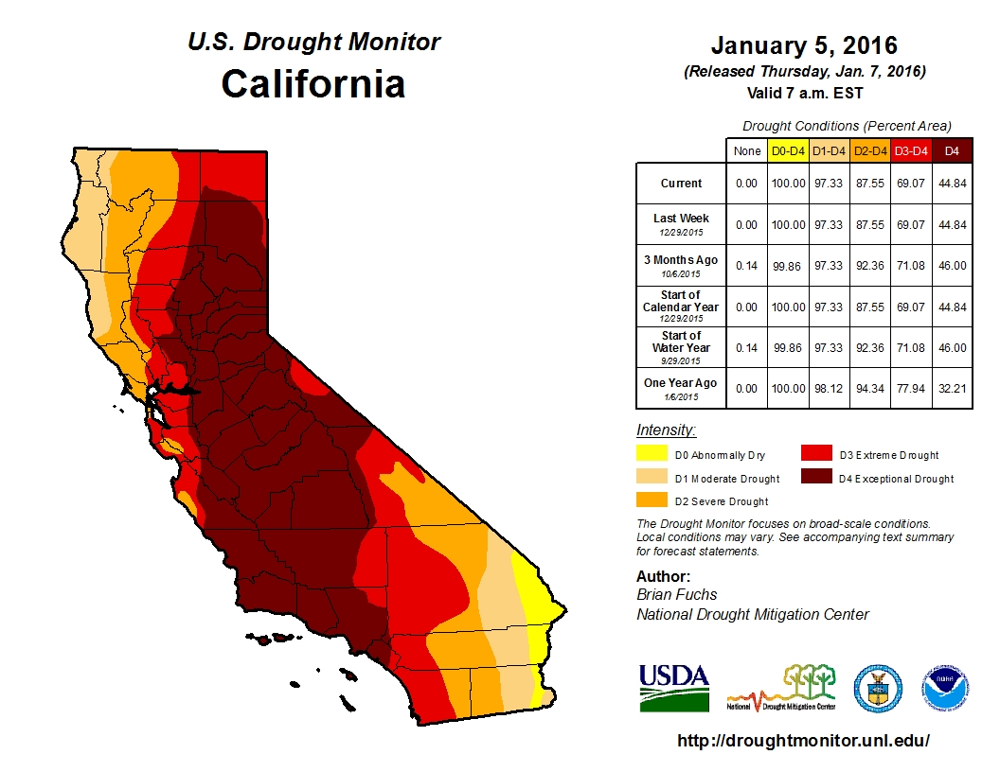 U.S. Drought Monitor
California
January 5, 2016
(Released Thursday, Jan. 7, 2016)
Valid 7 a.m. EST
Drought Conditions (Percent Area)
None D0-D4 D1-D4 D2-D4 D3-D4 D4
Current 0.00 100.00 97.33 87.55 69.07 44.84
Last Week
12/29/2015
0.00 100.00 97.33 87.55 69.07 44.84
3 Months Ago
10/6/2015
0.14 99.86 97.33 92.36 71.08 46.00
Start of
Calendar Year
12/29/2015
0.00 100.00 97.33 87.55 69.07 44.84
Start of
Water Year
9/29/2015
0.14 99.86 97.33 92.36 71.08 46.00
One Year Ago
1/6/2015
0.00 100.00 98.12 94.34 77.94 32.21
Intensity:
D0 Abnormally Dry
D1 Moderate Drought
D2 Severe Drought
D3 Extreme Drought
D4 Exceptional Drought
The Drought Monitor focuses on broad-scale conditions.
Local conditions may vary. See accompanying text summary
for forecast statements.
Author:
Brian Fuchs
National Drought Mitigation Center
USDA
National Drought Mitigation Center
NOAA
http://droughtmonitor.unl.edu/